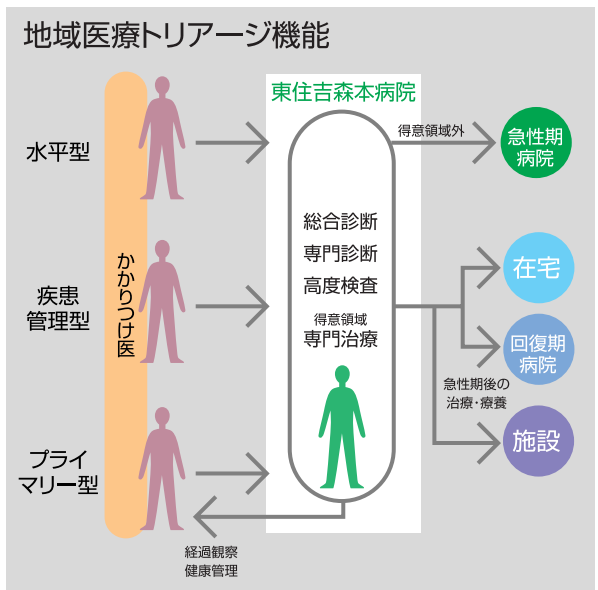 地域医療トリアージ機能
東住吉森本病院
水平型
疾患
管理型
プライ
マリー型
かかりつけ医
総合診断
専門診断
高度検査
得意領域
専門治療
得意領域外
急性期
病院
在宅
回復期
病院
急性期後の
治療・療養
施設
経過観察
健康管理